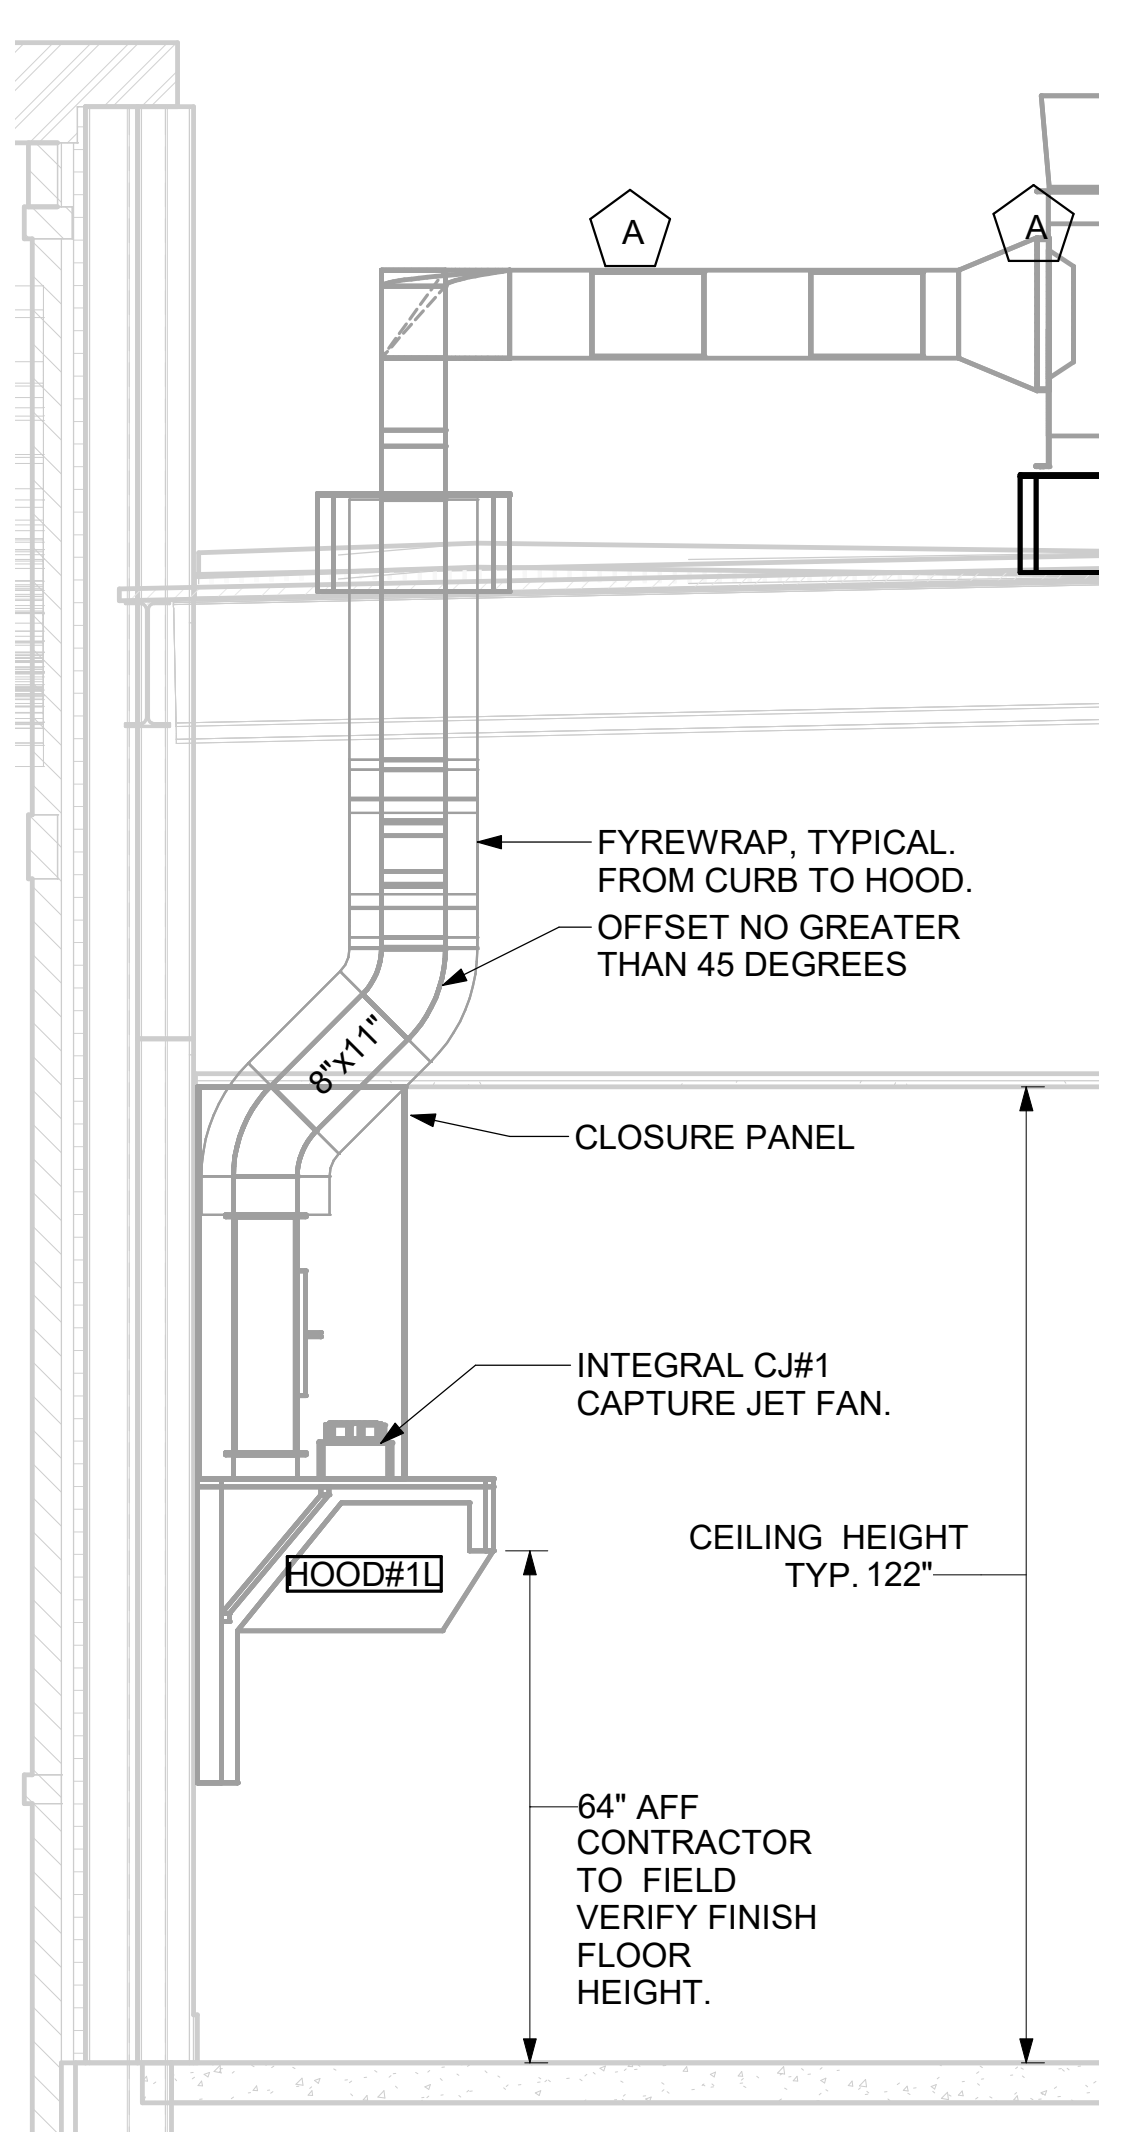 A
A
FYREWRAP, TYPICAL.
FROM CURB TO HOOD.
OFFSET NO GREATER
THAN 45 DEGREES
8"x11"
CLOSURE PANEL
INTEGRAL CJ#1
CAPTURE JET FAN.
CEILING HEIGHT
TYP. 122"
HOOD#1L
64" AFF
CONTRACTOR
TO FIELD
VERIFY FINISH
FLOOR
HEIGHT.